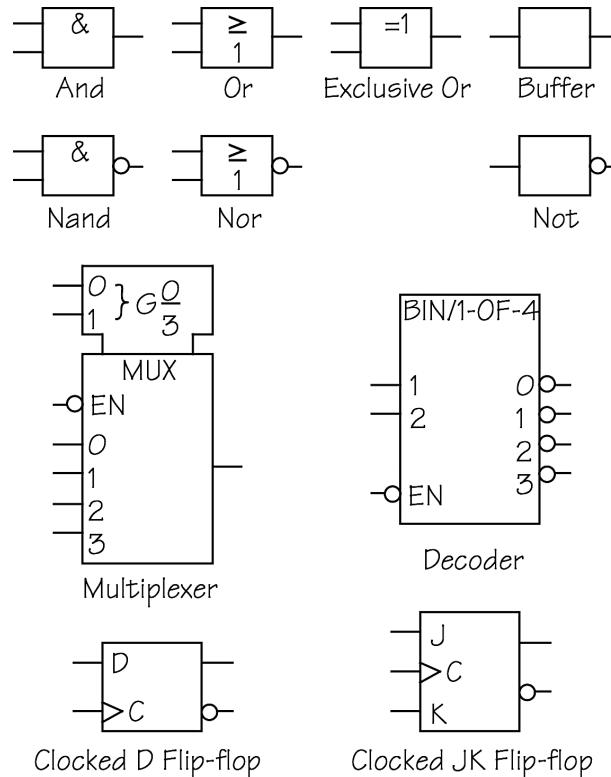 & ≥ =1
1
And Or Exclusive Or Buffer
& ≥
1
Nand Nor Not
0 } G 0
1 3
MUX
EN
0
1
2
3
Multiplexer
BIN/1-OF-4
1 0
2 1
2
EN 3
Decoder
D
C
Clocked D Flip-flop
J
C
K
Clocked JK Flip-flop